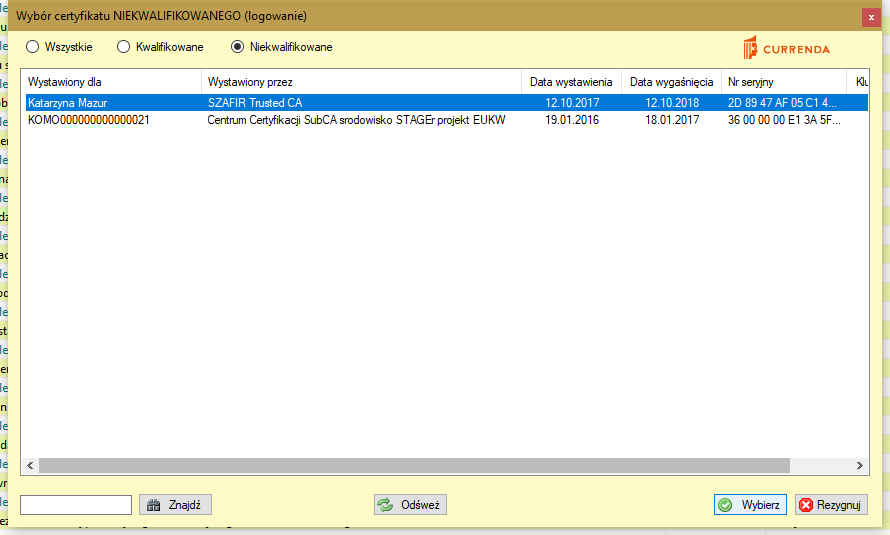 Wybór certyfikatu NIEKWALIFIKOWANEGO (logowanie)
Wszystkie Kwalifikowane Niekwalifikowane CURRENDA
Wystawiony dla Wystawiony przez Data wystawienia Data wygaśnięcia Nr seryjny Klu
Katarzyna Mazur SZAFIR Trusted CA 12.10.2017 12.10.2018 2D 89 47 AF 05 C1 4...
KOMO000000000000021 Centrum Certyfikacji SubCA srodowisko STAGEr projekt EUKW 19.01.2016 18.01.2017 36 00 00 00 E1 3A 5F...
Znajdź Odśwież Wybierz Rezygnuj